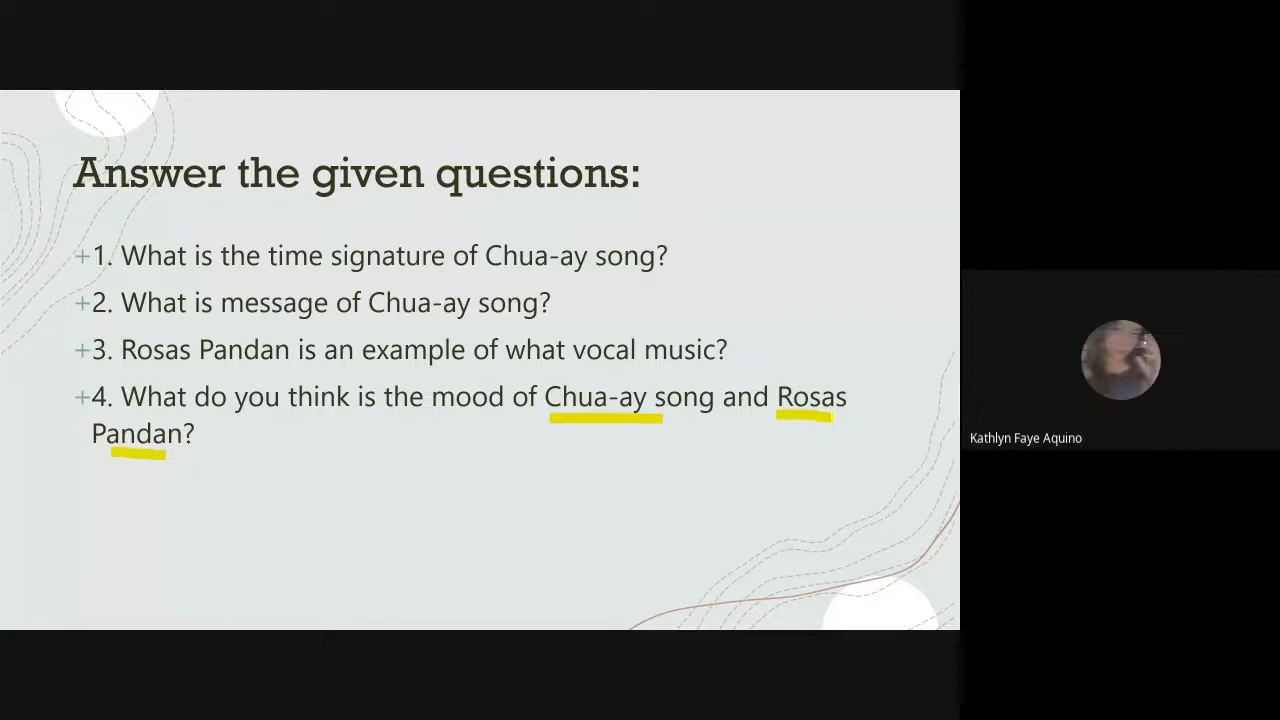 Answer the given questions:
+1. What is the time signature of Chua-ay song?
+2. What is message of Chua-ay song?
+3. Rosas Pandan is an example of what vocal music?
+4. What do you think is the mood of Chua-ay song and Rosas
Pandan?
Kathlyn Faye Aquino